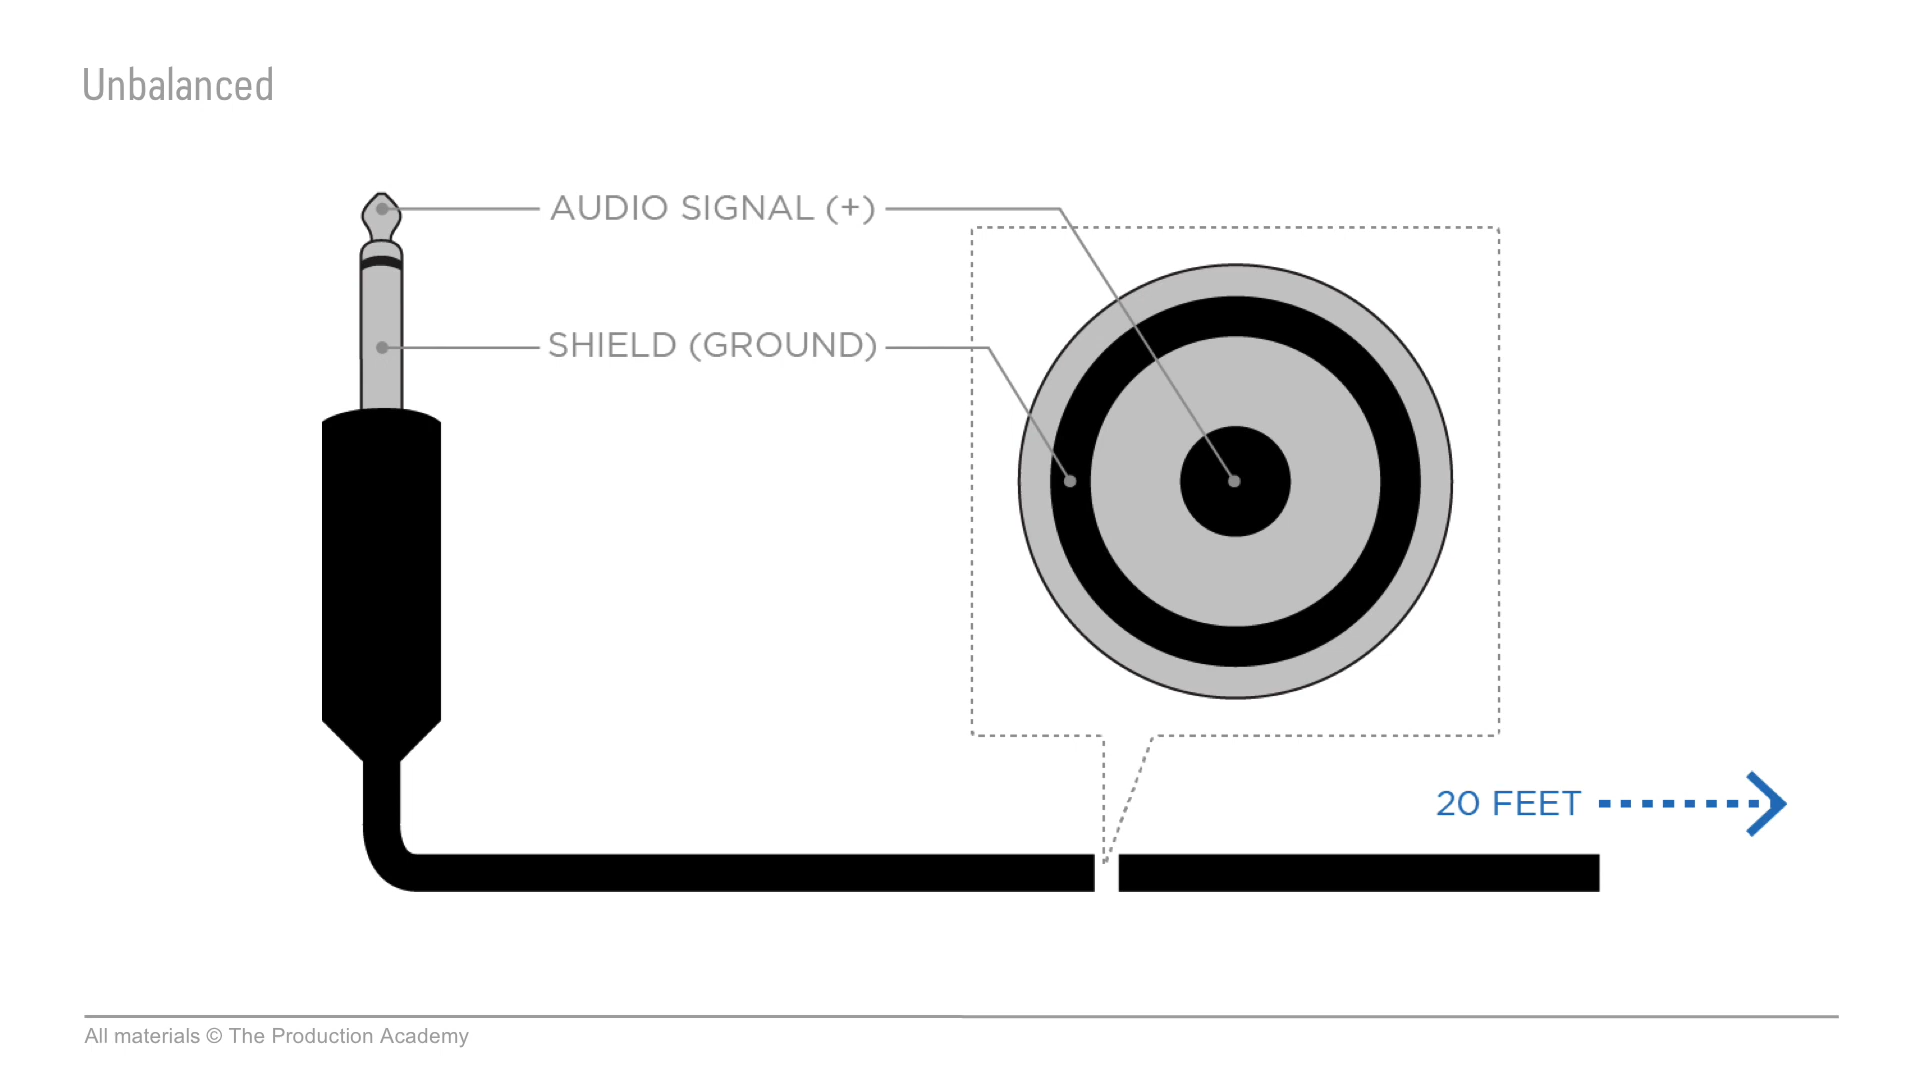 Unbalanced
AUDIO SIGNAL (+)
SHIELD (GROUND)
20 FEET
All materials © The Production Academy